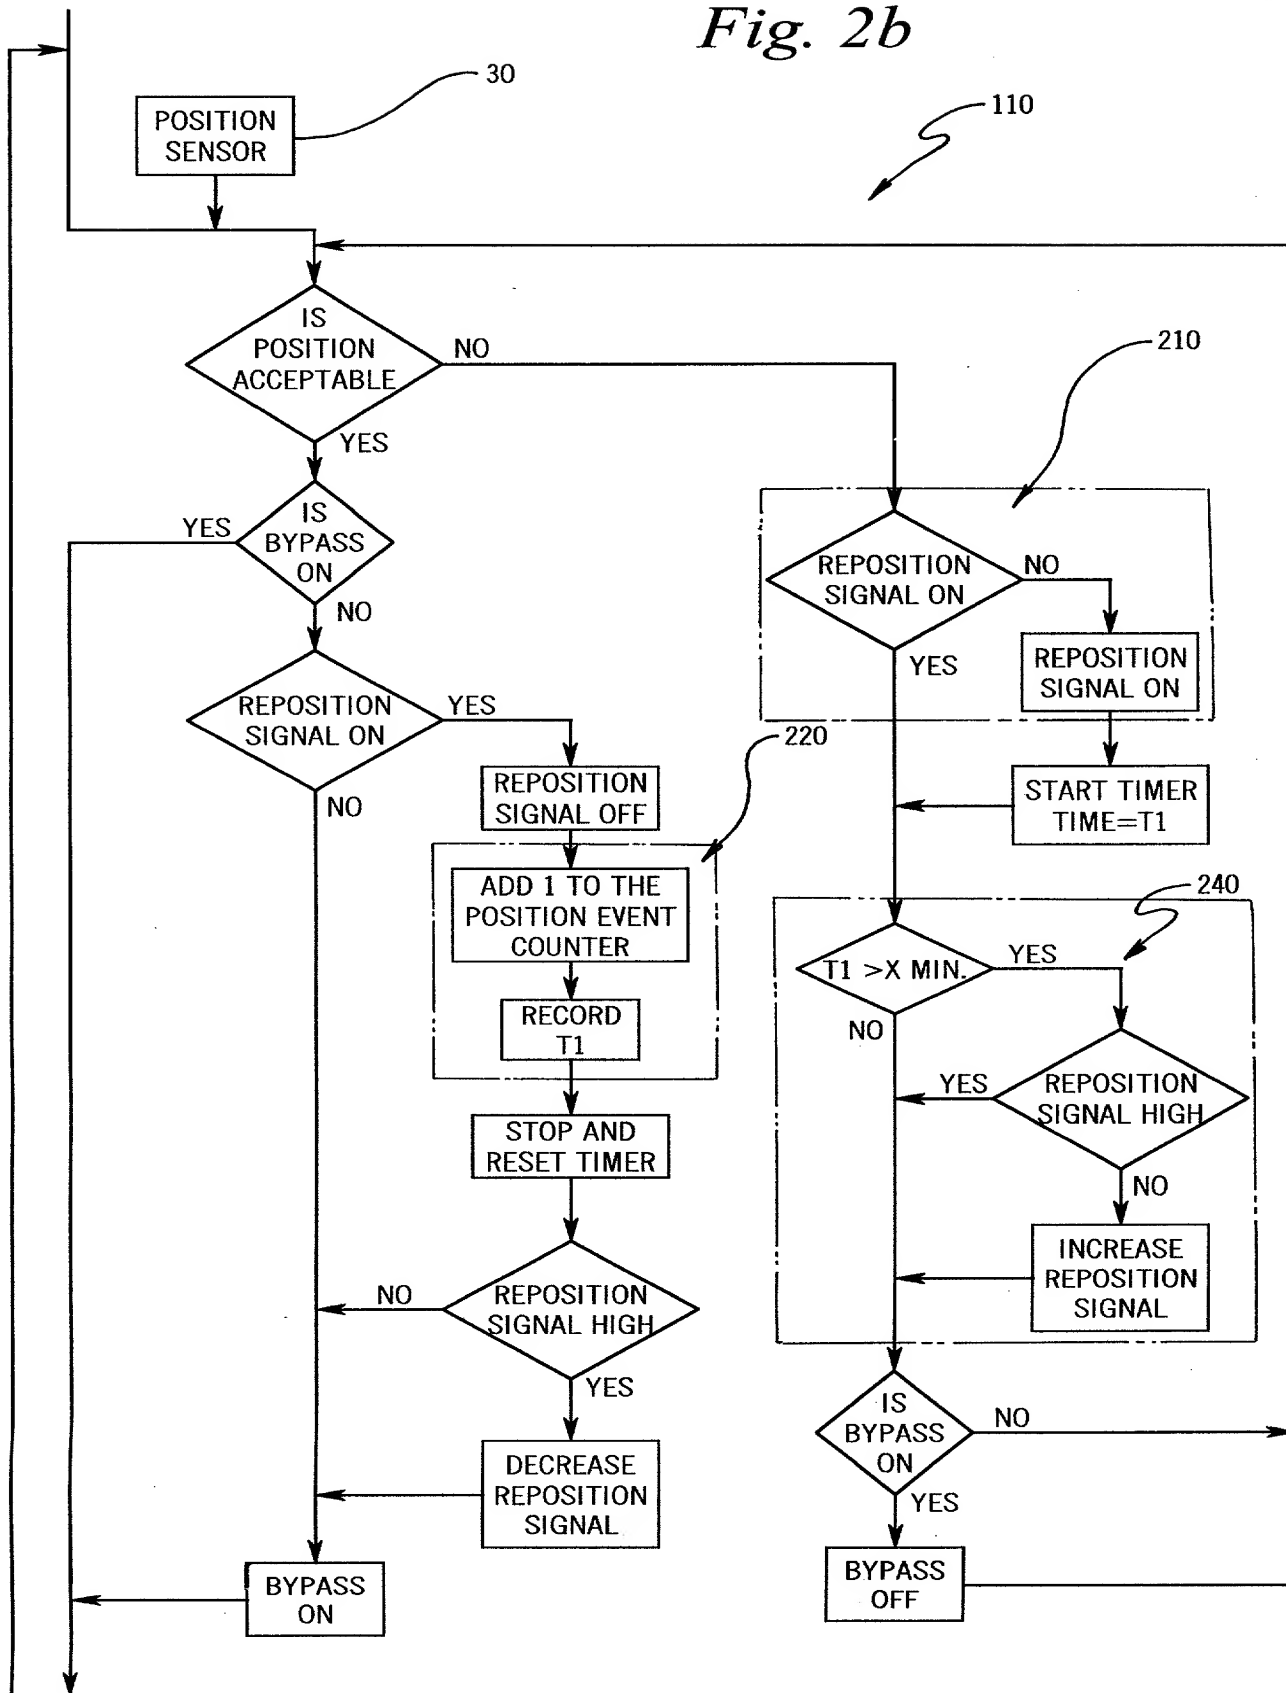 Fig. 2b
30
POSITION
SENSOR
110
IS
POSITION
ACCEPTABLE
NO
YES
210
IS
BYPASS
ON
YES
NO
REPOSITION
SIGNAL ON
NO
YES
REPOSITION
SIGNAL ON
REPOSITION
SIGNAL ON
YES
NO
220
REPOSITION
SIGNAL OFF
START TIMER
TIME=T1
ADD 1 TO THE
POSITION EVENT
COUNTER
RECORD
T1
240
T1 >X MIN.
YES
NO
STOP AND
RESET TIMER
REPOSITION
SIGNAL HIGH
YES
NO
INCREASE
REPOSITION
SIGNAL
REPOSITION
SIGNAL HIGH
NO
YES
IS
BYPASS
ON
NO
YES
DECREASE
REPOSITION
SIGNAL
BYPASS
ON
BYPASS
OFF